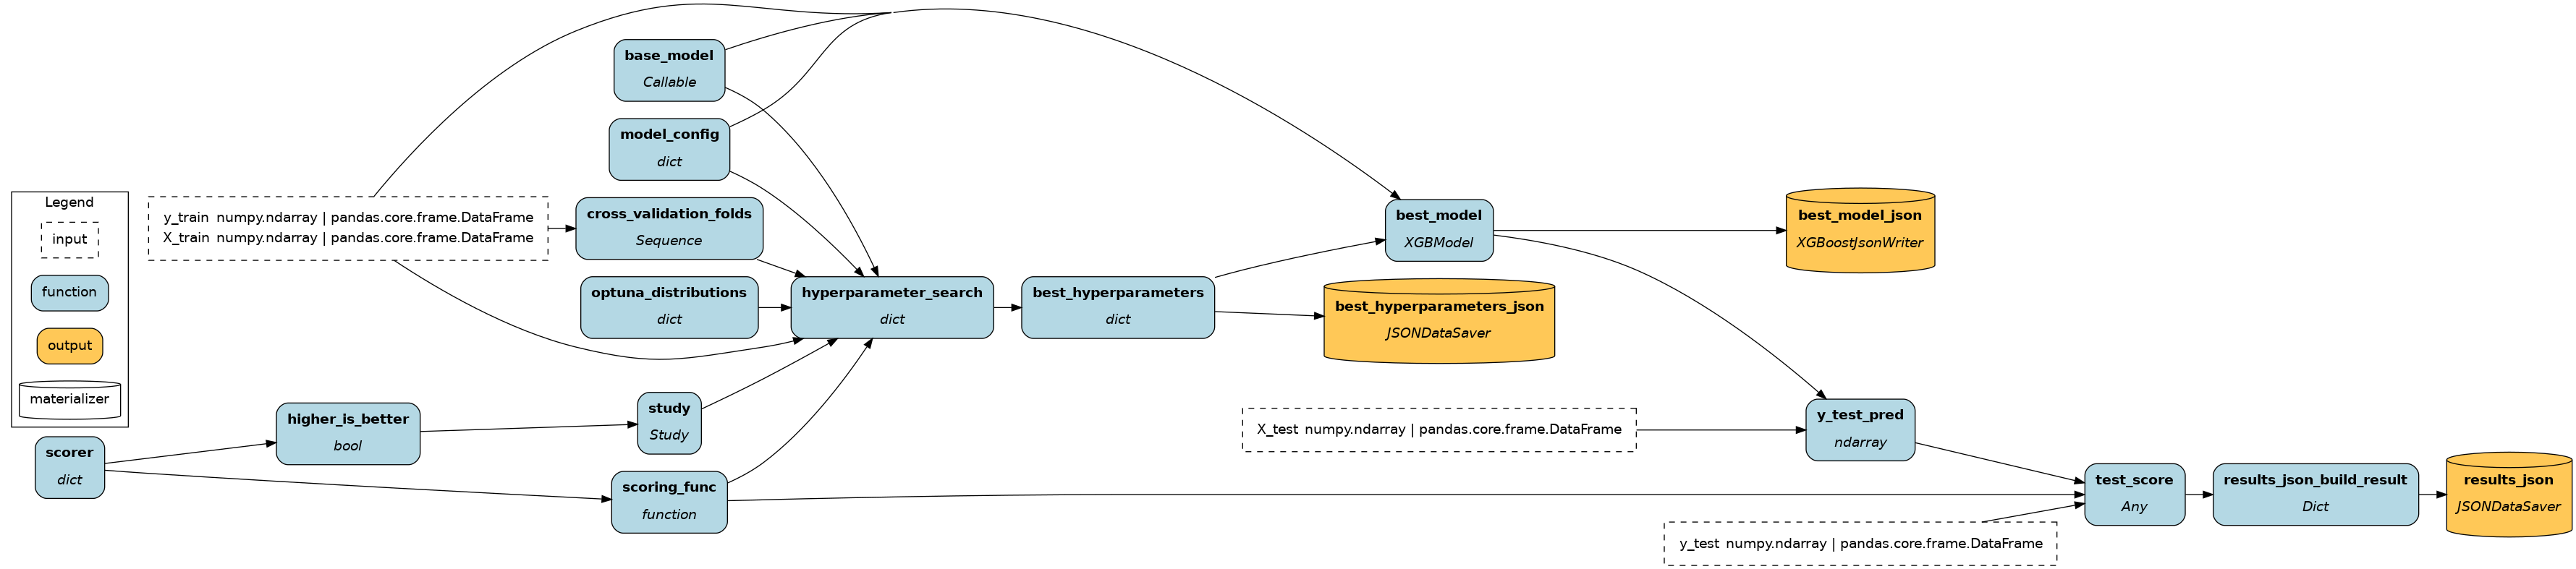 base_model
Callable
model_config
dict
Legend
input
function
output
materializer
y_train numpy.ndarray | pandas.core.frame.DataFrame
X_train numpy.ndarray | pandas.core.frame.DataFrame
cross_validation_folds
Sequence
optuna_distributions
dict
hyperparameter_search
dict
best_hyperparameters
dict
best_model
XGBModel
best_model_json
XGBoostJsonWriter
best_hyperparameters_json
JSONDataSaver
scorer
dict
higher_is_better
bool
study
Study
scoring_func
function
X_test numpy.ndarray | pandas.core.frame.DataFrame
y_test_pred
ndarray
y_test numpy.ndarray | pandas.core.frame.DataFrame
test_score
Any
results_json_build_result
Dict
results_json
JSONDataSaver